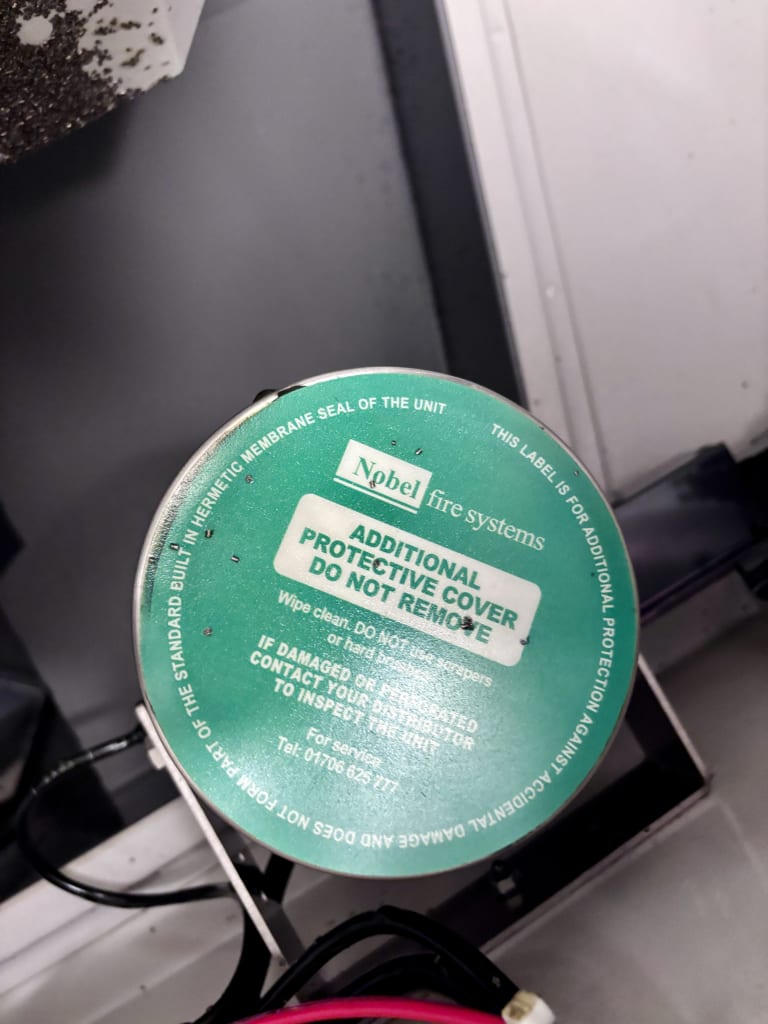 THIS LABEL IS FOR ADDITIONAL PROTECTION AGAINST ACCIDENTAL DAMAGE AND DOES NOT FORM PART OF THE STANDARD BUILT IN HERMETIC MEMBRANE SEAL OF THE UNIT
Nobel fire systems
ADDITIONAL
PROTECTIVE COVER
DO NOT REMOVE
Wipe clean. DO NOT use scrapers
or hard brushes
IF DAMAGED OR PERFORATED
CONTACT YOUR DISTRIBUTOR
TO INSPECT THE UNIT
For service
Tel: 01706 625 777